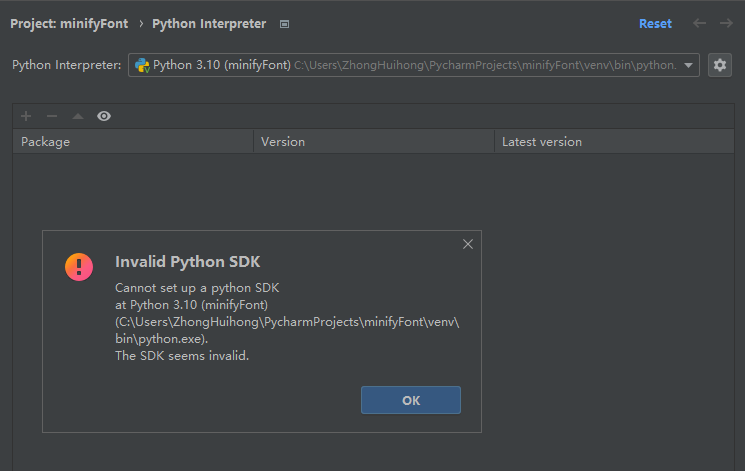 Project: minifyFont › Python Interpreter
Reset
Python Interpreter:
Python 3.10 (minifyFont) C:\Users\ZhongHuihong\PycharmProjects\minifyFont\venv\bin\python.
Package
Version
Latest version
Invalid Python SDK
Cannot set up a python SDK
at Python 3.10 (minifyFont)
(C:\Users\ZhongHuihong\PycharmProjects\minifyFont\venv\
bin\python.exe).
The SDK seems invalid.
OK